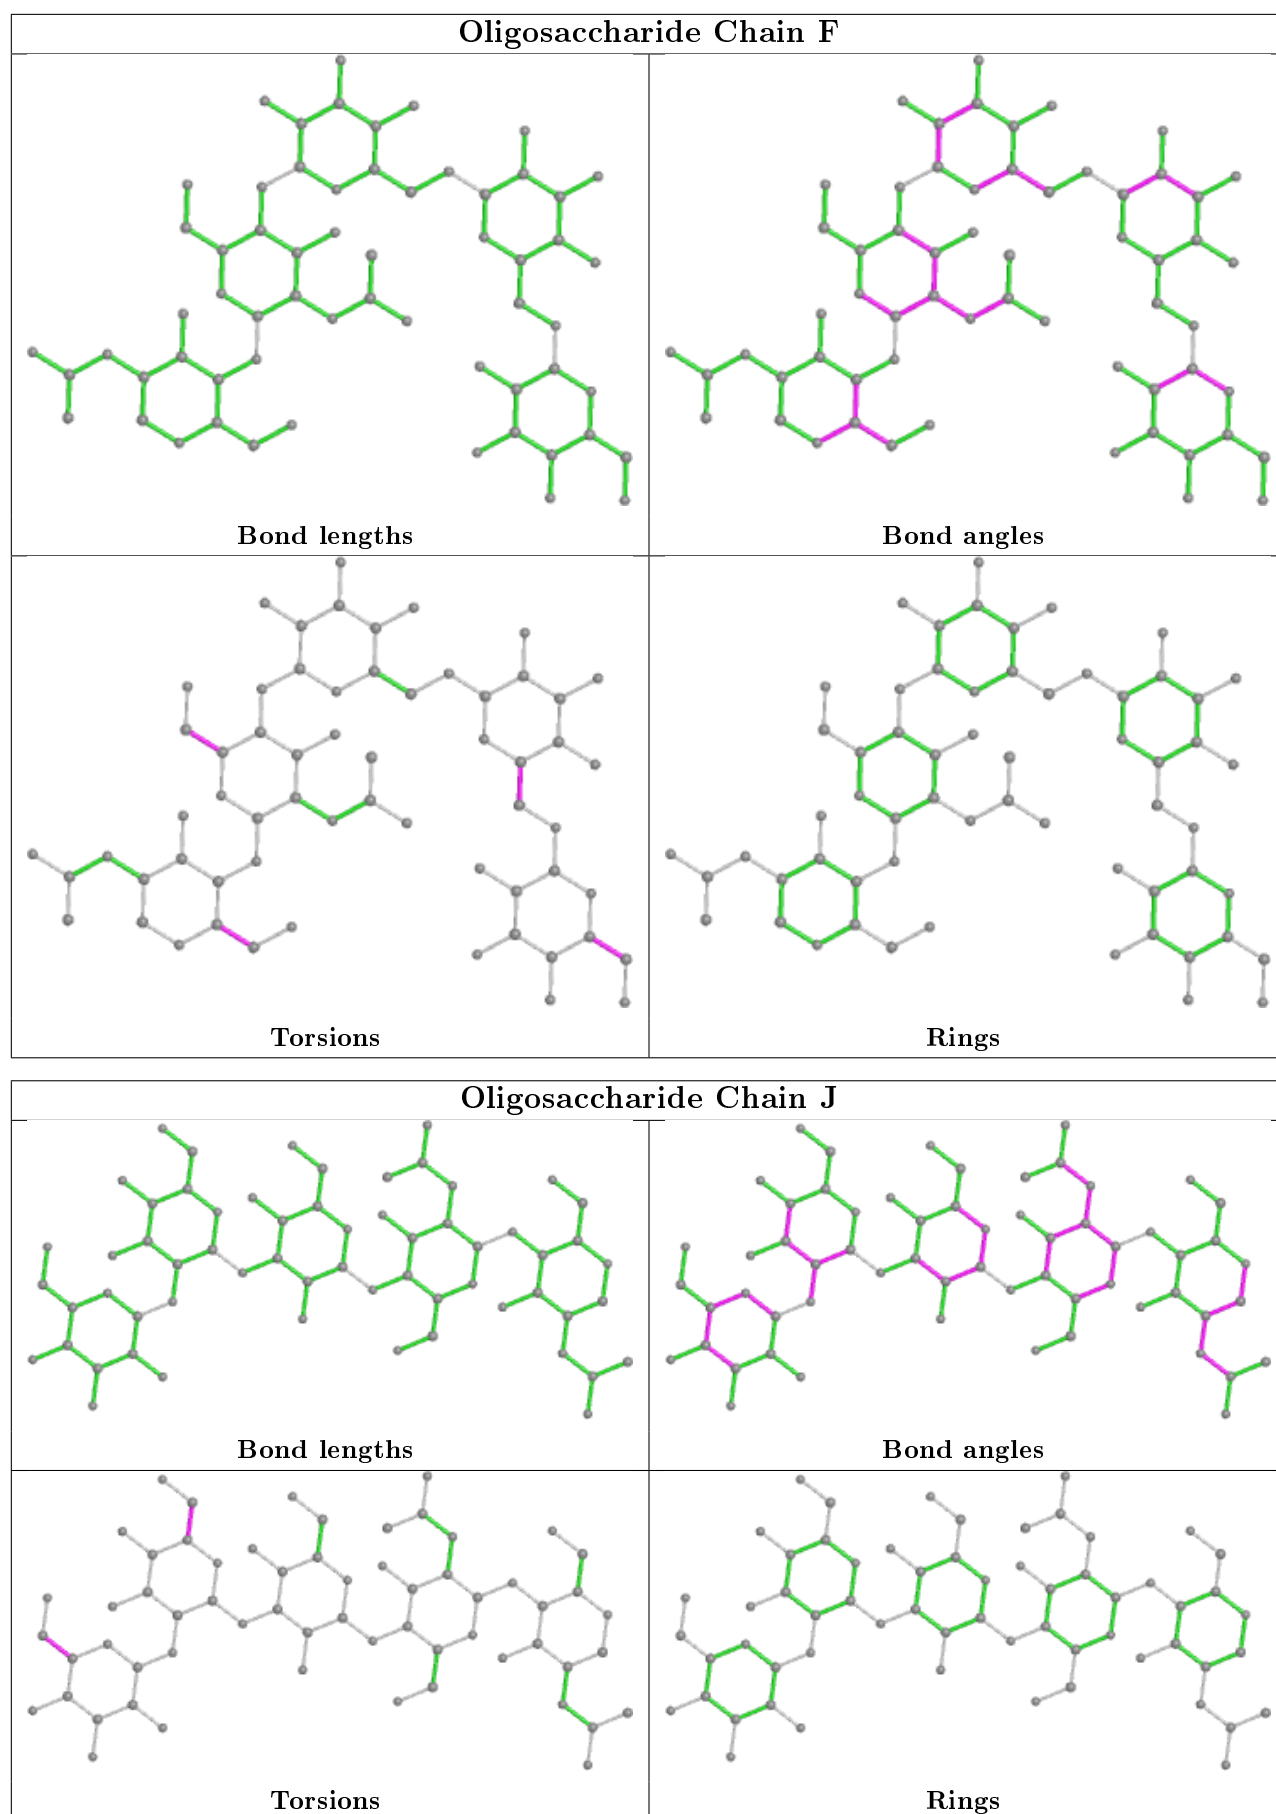 Oligosaccharide Chain F
Bond lengths
Bond angles
Torsions
Rings
Oligosaccharide Chain J
Bond lengths
Bond angles
Torsions
Rings